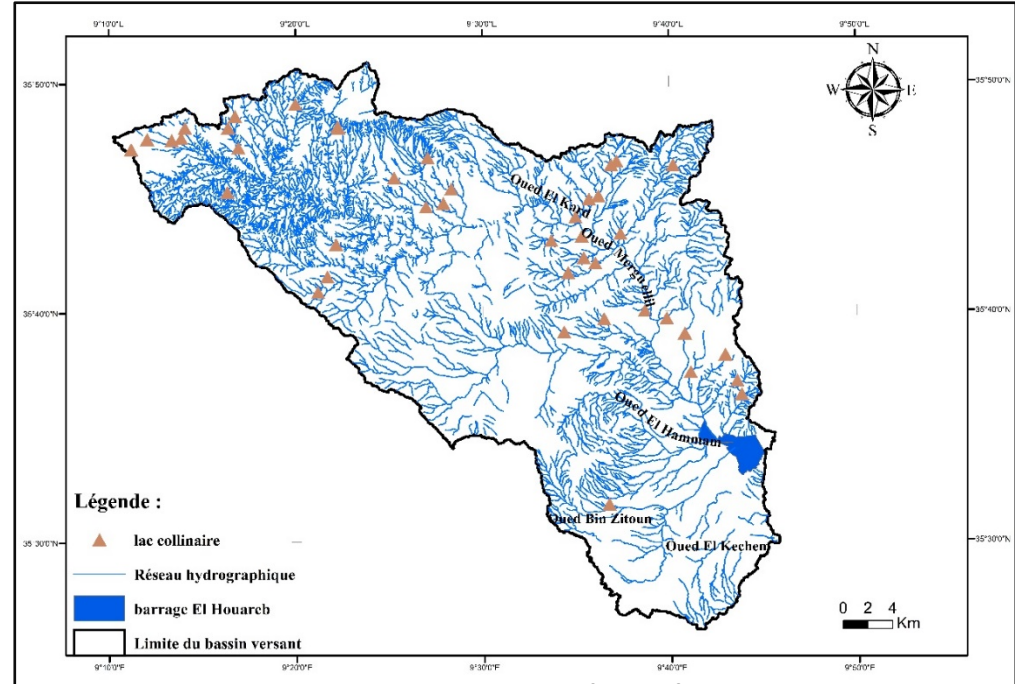 9°10'0"L 9°20'0"L 9°30'0"L 9°40'0"L 9°50'0"L
N
W E
S
35°50'0"N 35°50'0"N
Oued El Kard
Oued Merguellil
35°40'0"N 35°40'0"N
Oued El Hammam
Légende :
lac collinaire
Oued Bin Zitoun
35°30'0"N Oued El Kechem 35°30'0"N
Réseau hydrographique
barrage El Houareb
0 2 4
Km
Limite du bassin versant
9°10'0"F 9°20'0"F 9°30'0"F 9°40'0"F 9°50'0"F